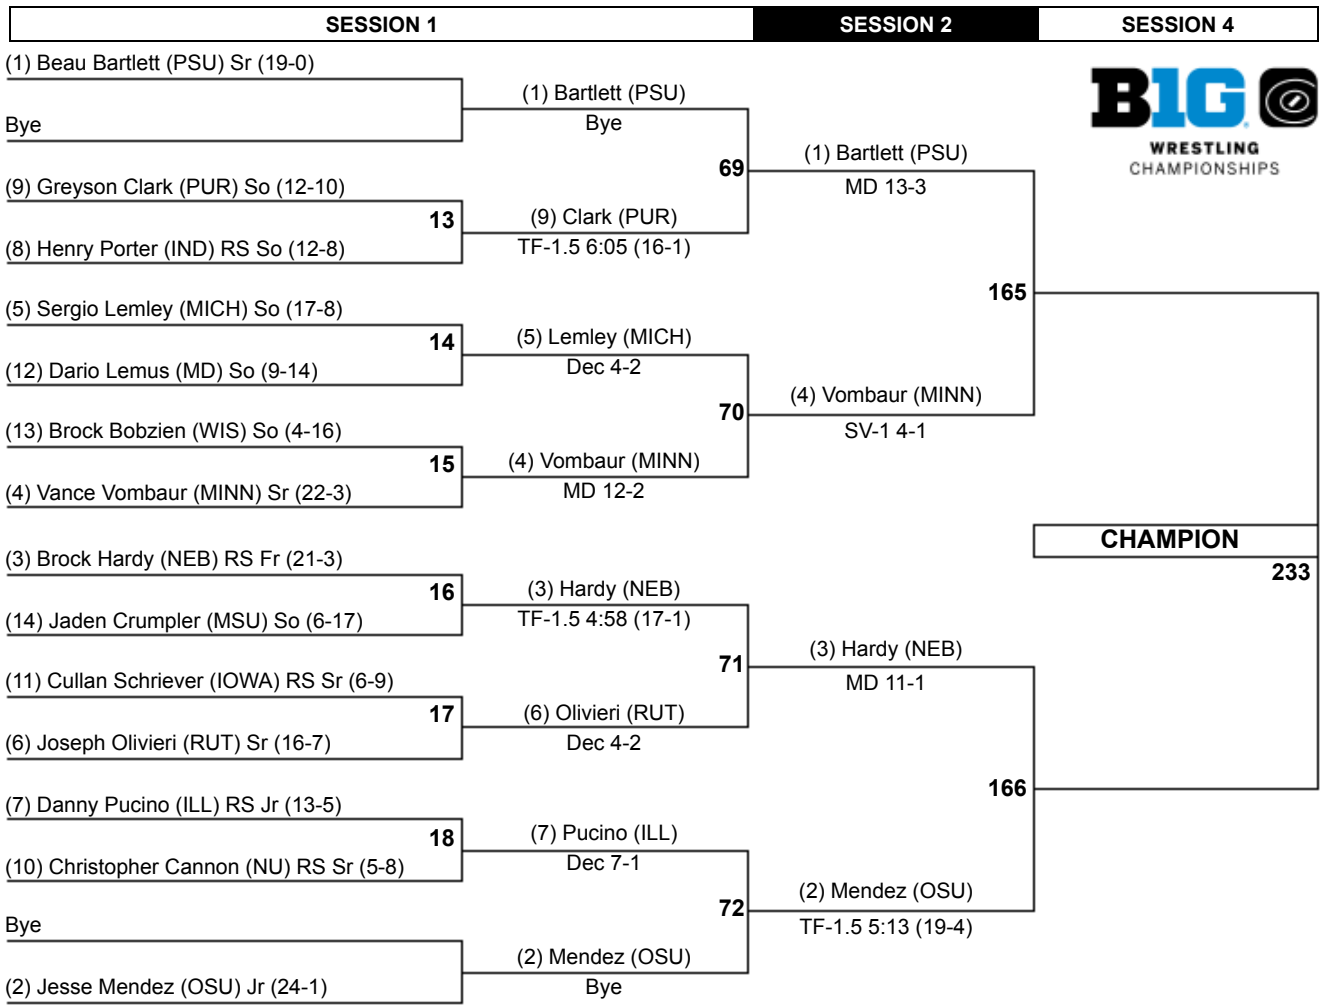 SESSION 1
SESSION 2
SESSION 4
(1) Beau Bartlett (PSU) Sr (19-0)
Bye
(9) Greyson Clark (PUR) So (12-10)
13
(8) Henry Porter (IND) RS So (12-8)
(5) Sergio Lemley (MICH) So (17-8)
14
(12) Dario Lemus (MD) So (9-14)
(13) Brock Bobzien (WIS) So (4-16)
15
(4) Vance Vombaur (MINN) Sr (22-3)
(3) Brock Hardy (NEB) RS Fr (21-3)
16
(14) Jaden Crumpler (MSU) So (6-17)
(11) Cullan Schriever (IOWA) RS Sr (6-9)
17
(6) Joseph Olivieri (RUT) Sr (16-7)
(7) Danny Pucino (ILL) RS Jr (13-5)
18
(10) Christopher Cannon (NU) RS Sr (5-8)
Bye
(2) Jesse Mendez (OSU) Jr (24-1)
(1) Bartlett (PSU)
Bye
69
(9) Clark (PUR)
TF-1.5 6:05 (16-1)
(5) Lemley (MICH)
Dec 4-2
70
(4) Vombaur (MINN)
MD 12-2
(3) Hardy (NEB)
TF-1.5 4:58 (17-1)
71
(6) Olivieri (RUT)
Dec 4-2
(7) Pucino (ILL)
Dec 7-1
72
(2) Mendez (OSU)
Bye
(1) Bartlett (PSU)
MD 13-3
165
(4) Vombaur (MINN)
SV-1 4-1
(3) Hardy (NEB)
MD 11-1
166
(2) Mendez (OSU)
TF-1.5 5:13 (19-4)
B1G
WRESTLING
CHAMPIONSHIPS
CHAMPION
233